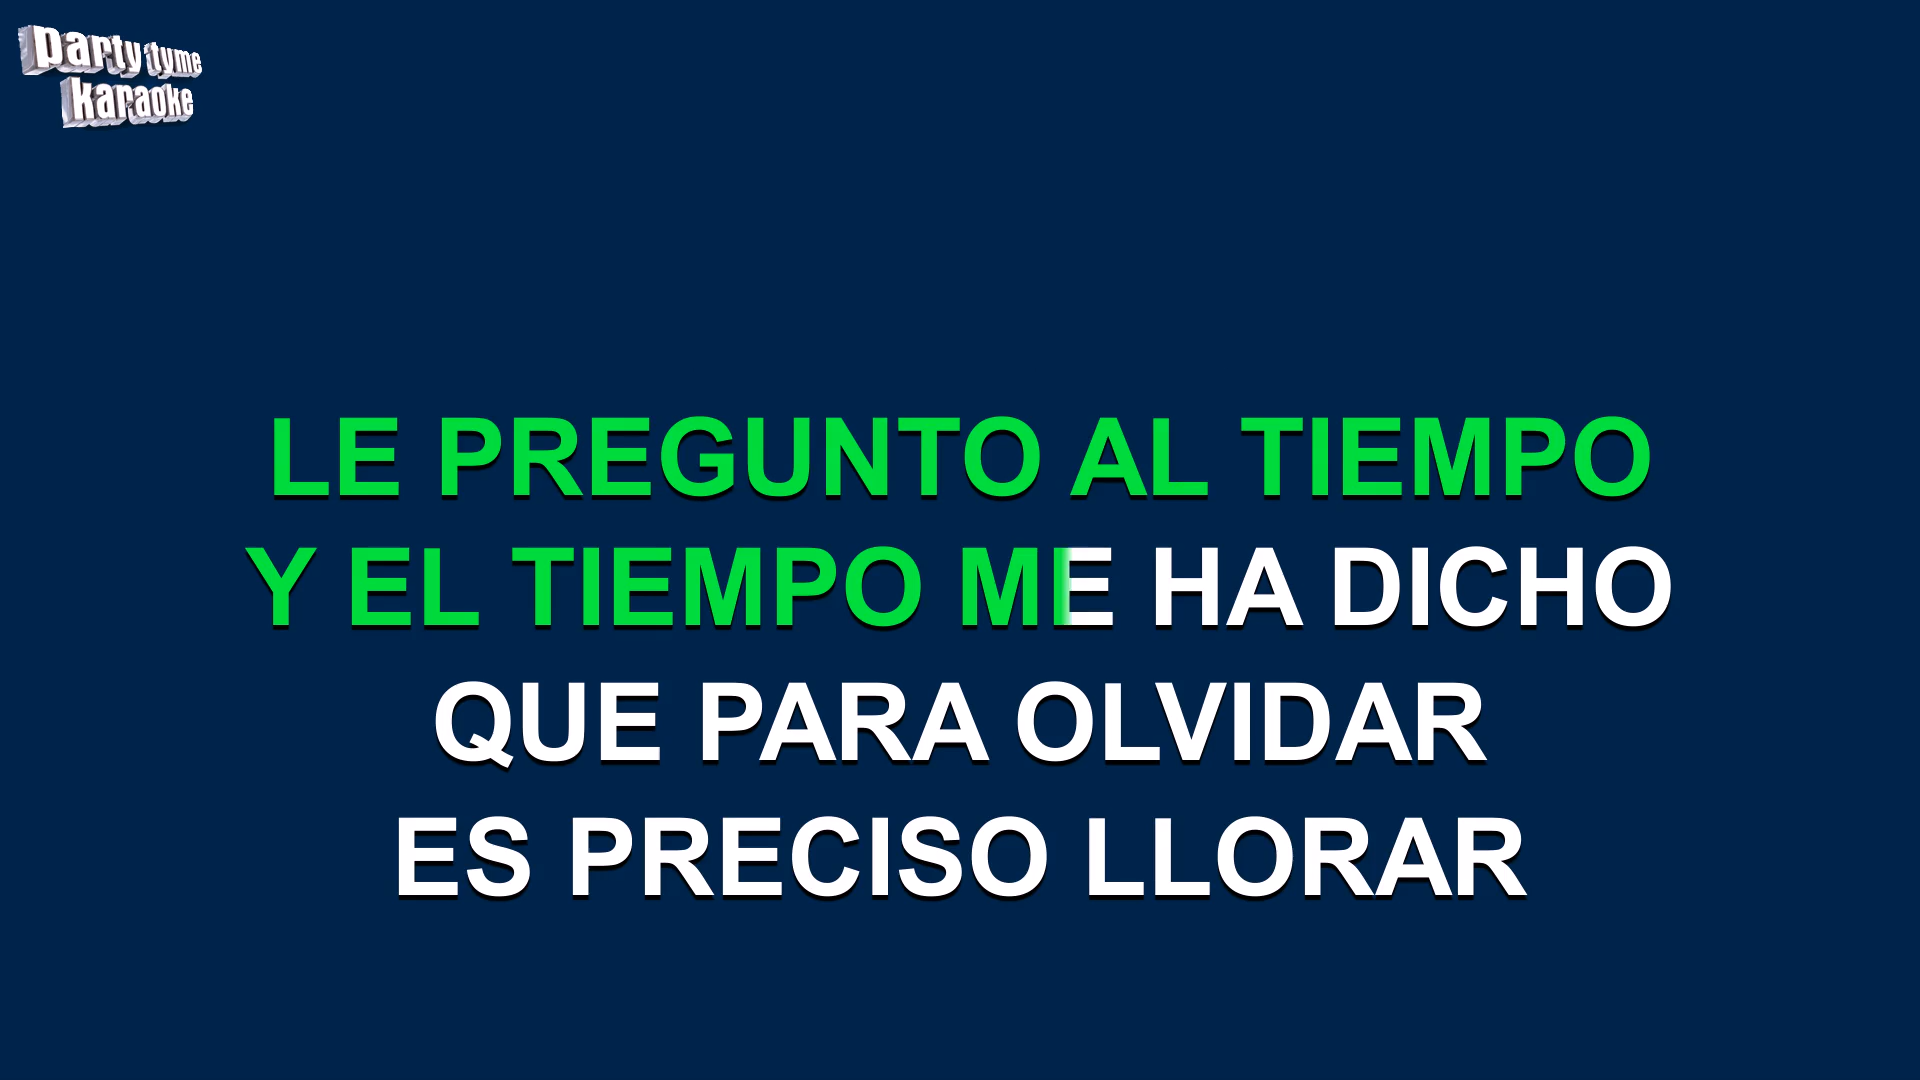 party tyme
karaoke
LE PREGUNTO AL TIEMPO
Y EL TIEMPO ME HA DICHO
QUE PARA OLVIDAR
ES PRECISO LLORAR